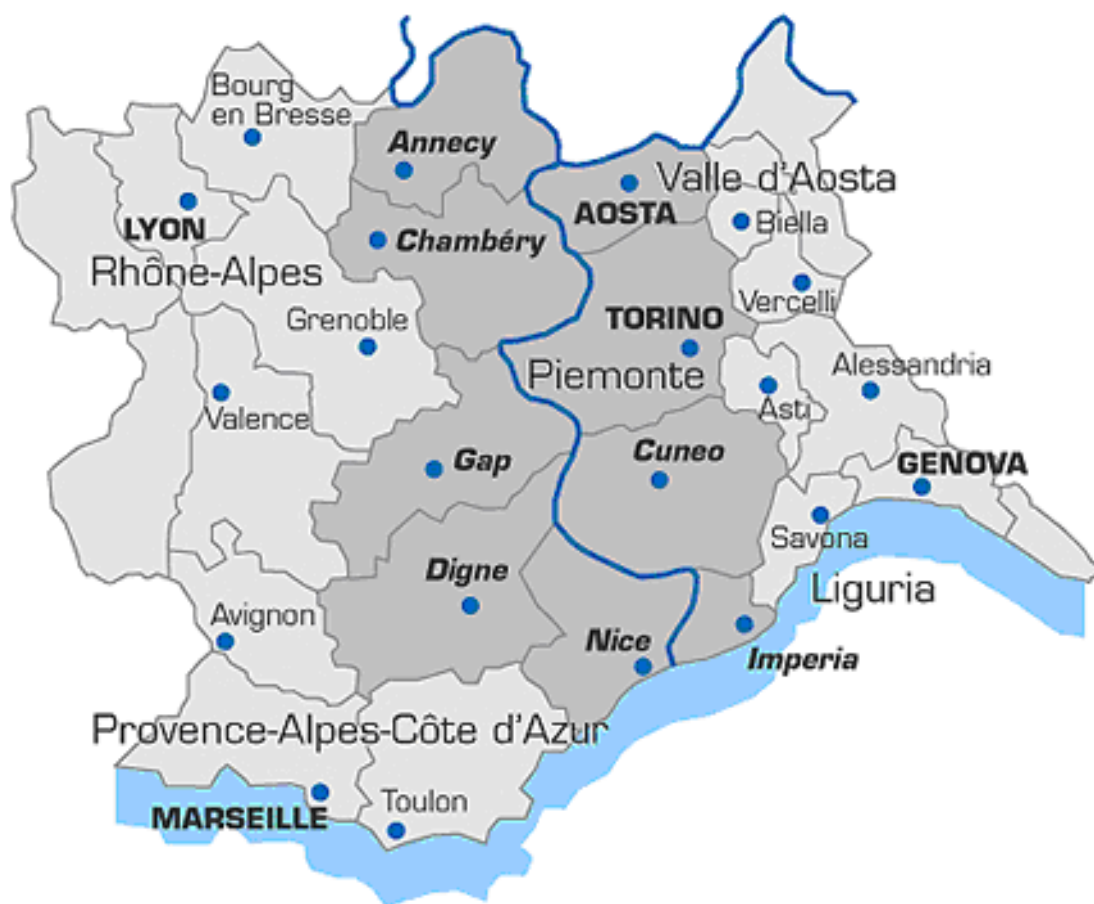 Bourg
en Bresse
Annecy
Valle d'Aosta
AOSTA
LYON
Biella
Chambéry
Rhône-Alpes
Vercelli
Grenoble
TORINO
Piemonte
Alessandria
Valence
Asti
Gap
Cuneo
GENOVA
Savona
Digne
Liguria
Avignon
Nice
Imperia
Provence-Alpes-Côte d'Azur
Toulon
MARSEILLE